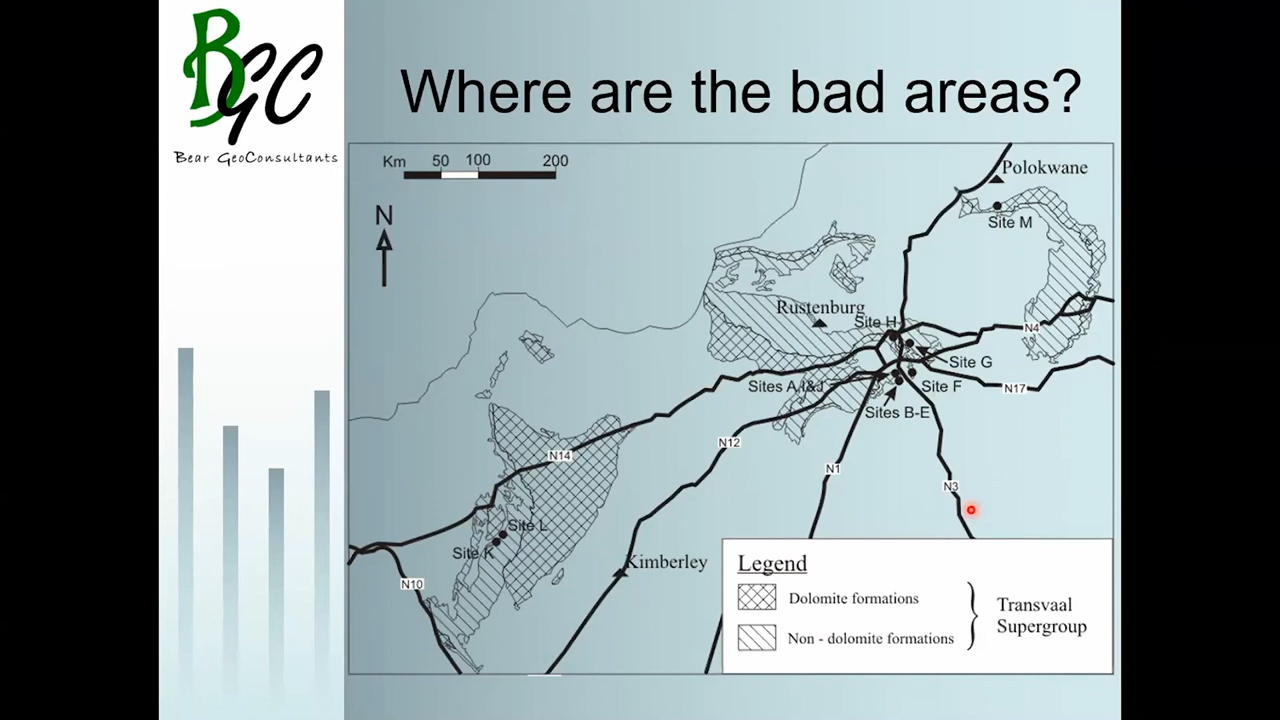 BGC
Bear GeoConsultants
Where are the bad areas?
Km 50 100 200
N
Polokwane
Site M
Rustenburg
Site H
N4
Site G
Sites A,I&J
Site F
N17
Sites B-E
N12
N14
N1
N3
Site L
Site K
Kimberley
N10
Legend
Dolomite formations
Non - dolomite formations
Transvaal
Supergroup